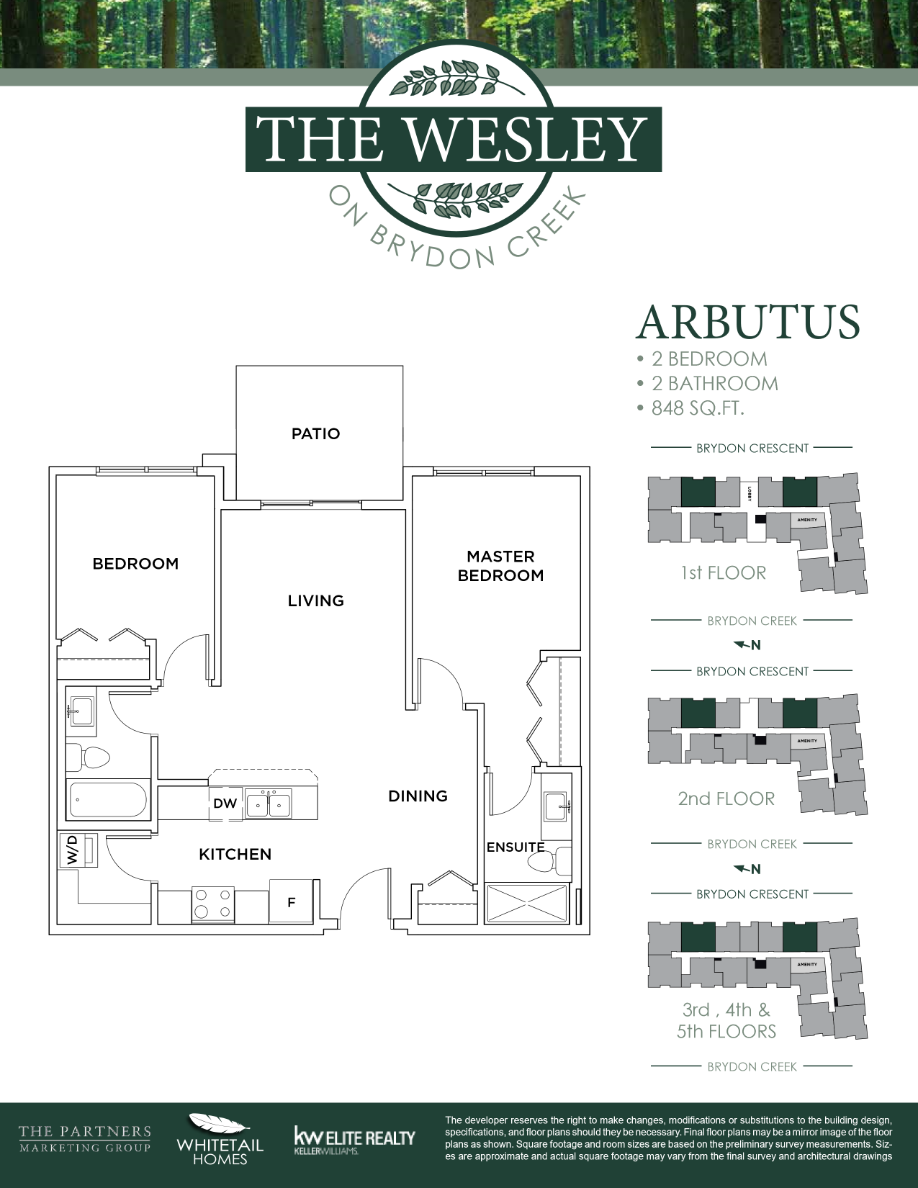 THE WESLEY
ON BRYDON CREEK
ARBUTUS
• 2 BEDROOM
• 2 BATHROOM
• 848 SQ.FT.
PATIO
BEDROOM
LIVING
MASTER
BEDROOM
DINING
DW
KITCHEN
W/D
F
ENSUITE
BRYDON CRESCENT
LOBBY
AMENITY
1st FLOOR
BRYDON CREEK
N
BRYDON CRESCENT
AMENITY
2nd FLOOR
BRYDON CREEK
N
BRYDON CRESCENT
AMENITY
3rd , 4th &
5th FLOORS
BRYDON CREEK
THE PARTNERS
MARKETING GROUP
WHITETAIL
HOMES
kw ELITE REALTY
KELLERWILLIAMS.
The developer reserves the right to make changes, modifications or substitutions to the building design,
specifications, and floor plans should they be necessary. Final floor plans may be a mirror image of the floor
plans as shown. Square footage and room sizes are based on the preliminary survey measurements. Siz-
es are approximate and actual square footage may vary from the final survey and architectural drawings